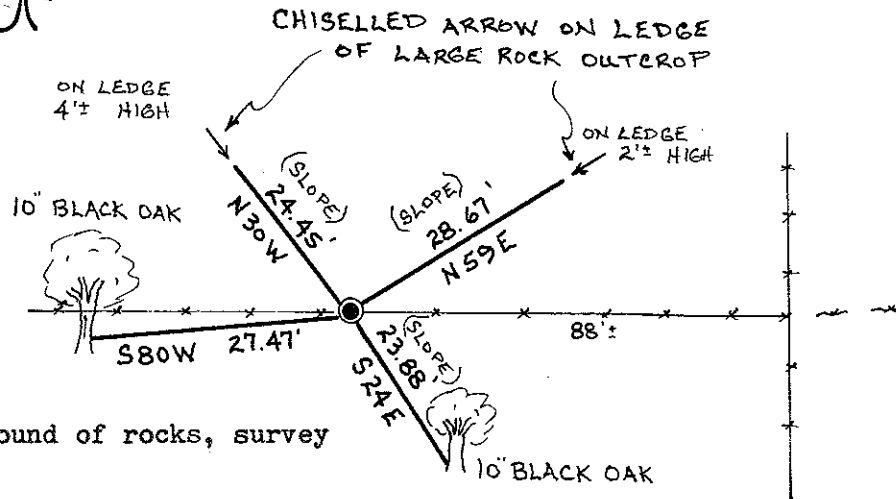 CHISELLED ARROW ON LEDGE
OF LARGE ROCK OUTCROP
ON LEDGE
4'± HIGH
ON LEDGE
2'± HIGH
10" BLACK OAK
(SLOPE)
24.45'
N30W
(SLOPE)
28.67'
N59E
88'±
S80W 27.47'
(SLOPE)
23.88'
S24E
ound of rocks, survey
10" BLACK OAK